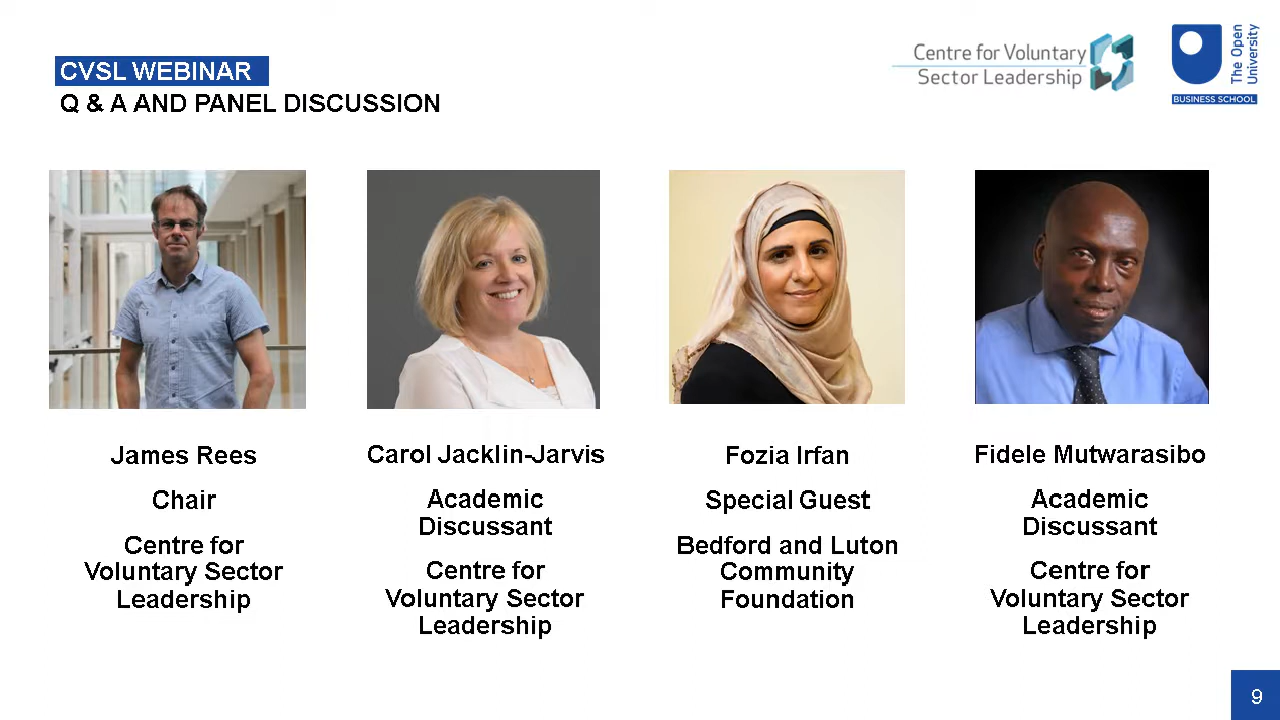 CVSL WEBINAR
Q & A AND PANEL DISCUSSION
Centre for Voluntary
Sector Leadership
The Open
University
BUSINESS SCHOOL
James Rees
Chair
Centre for
Voluntary Sector
Leadership
Carol Jacklin-Jarvis
Academic
Discussant
Centre for
Voluntary Sector
Leadership
Fozia Irfan
Special Guest
Bedford and Luton
Community
Foundation
Fidele Mutwarasibo
Academic
Discussant
Centre for
Voluntary Sector
Leadership
9